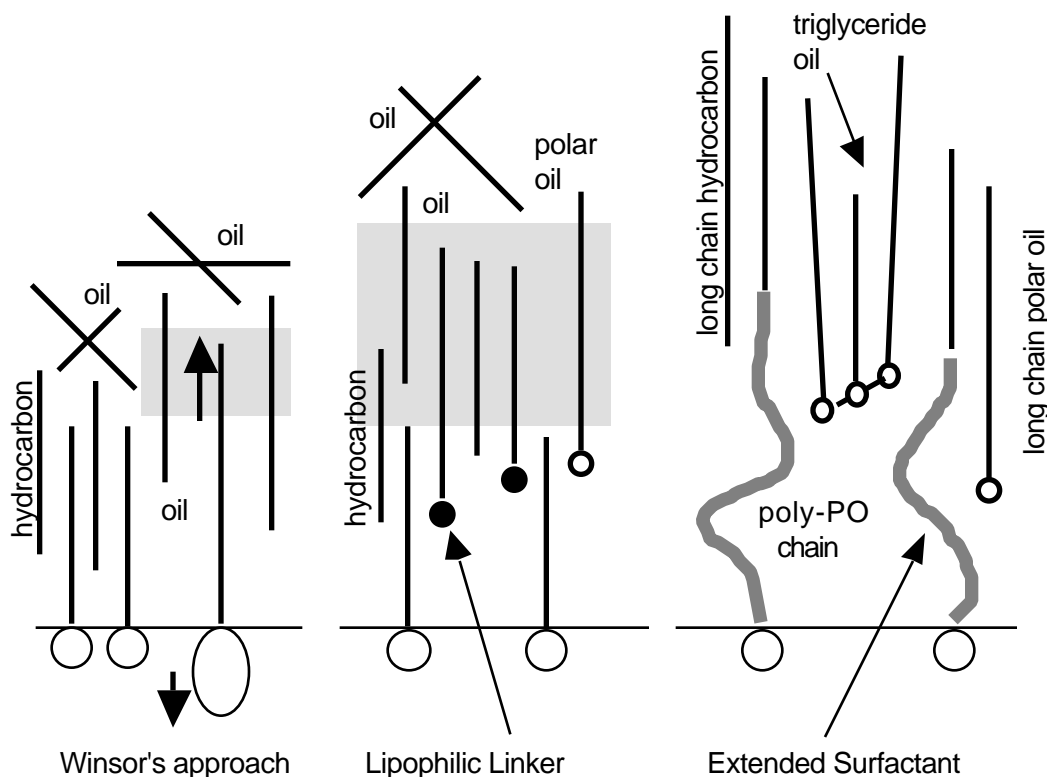 oil
oil
hydrocarbon
oil
Winsor's approach
oil
polar
oil
oil
hydrocarbon
Lipophilic Linker
triglyceride
oil
long chain hydrocarbon
long chain polar oil
poly-PO
chain
Extended Surfactant